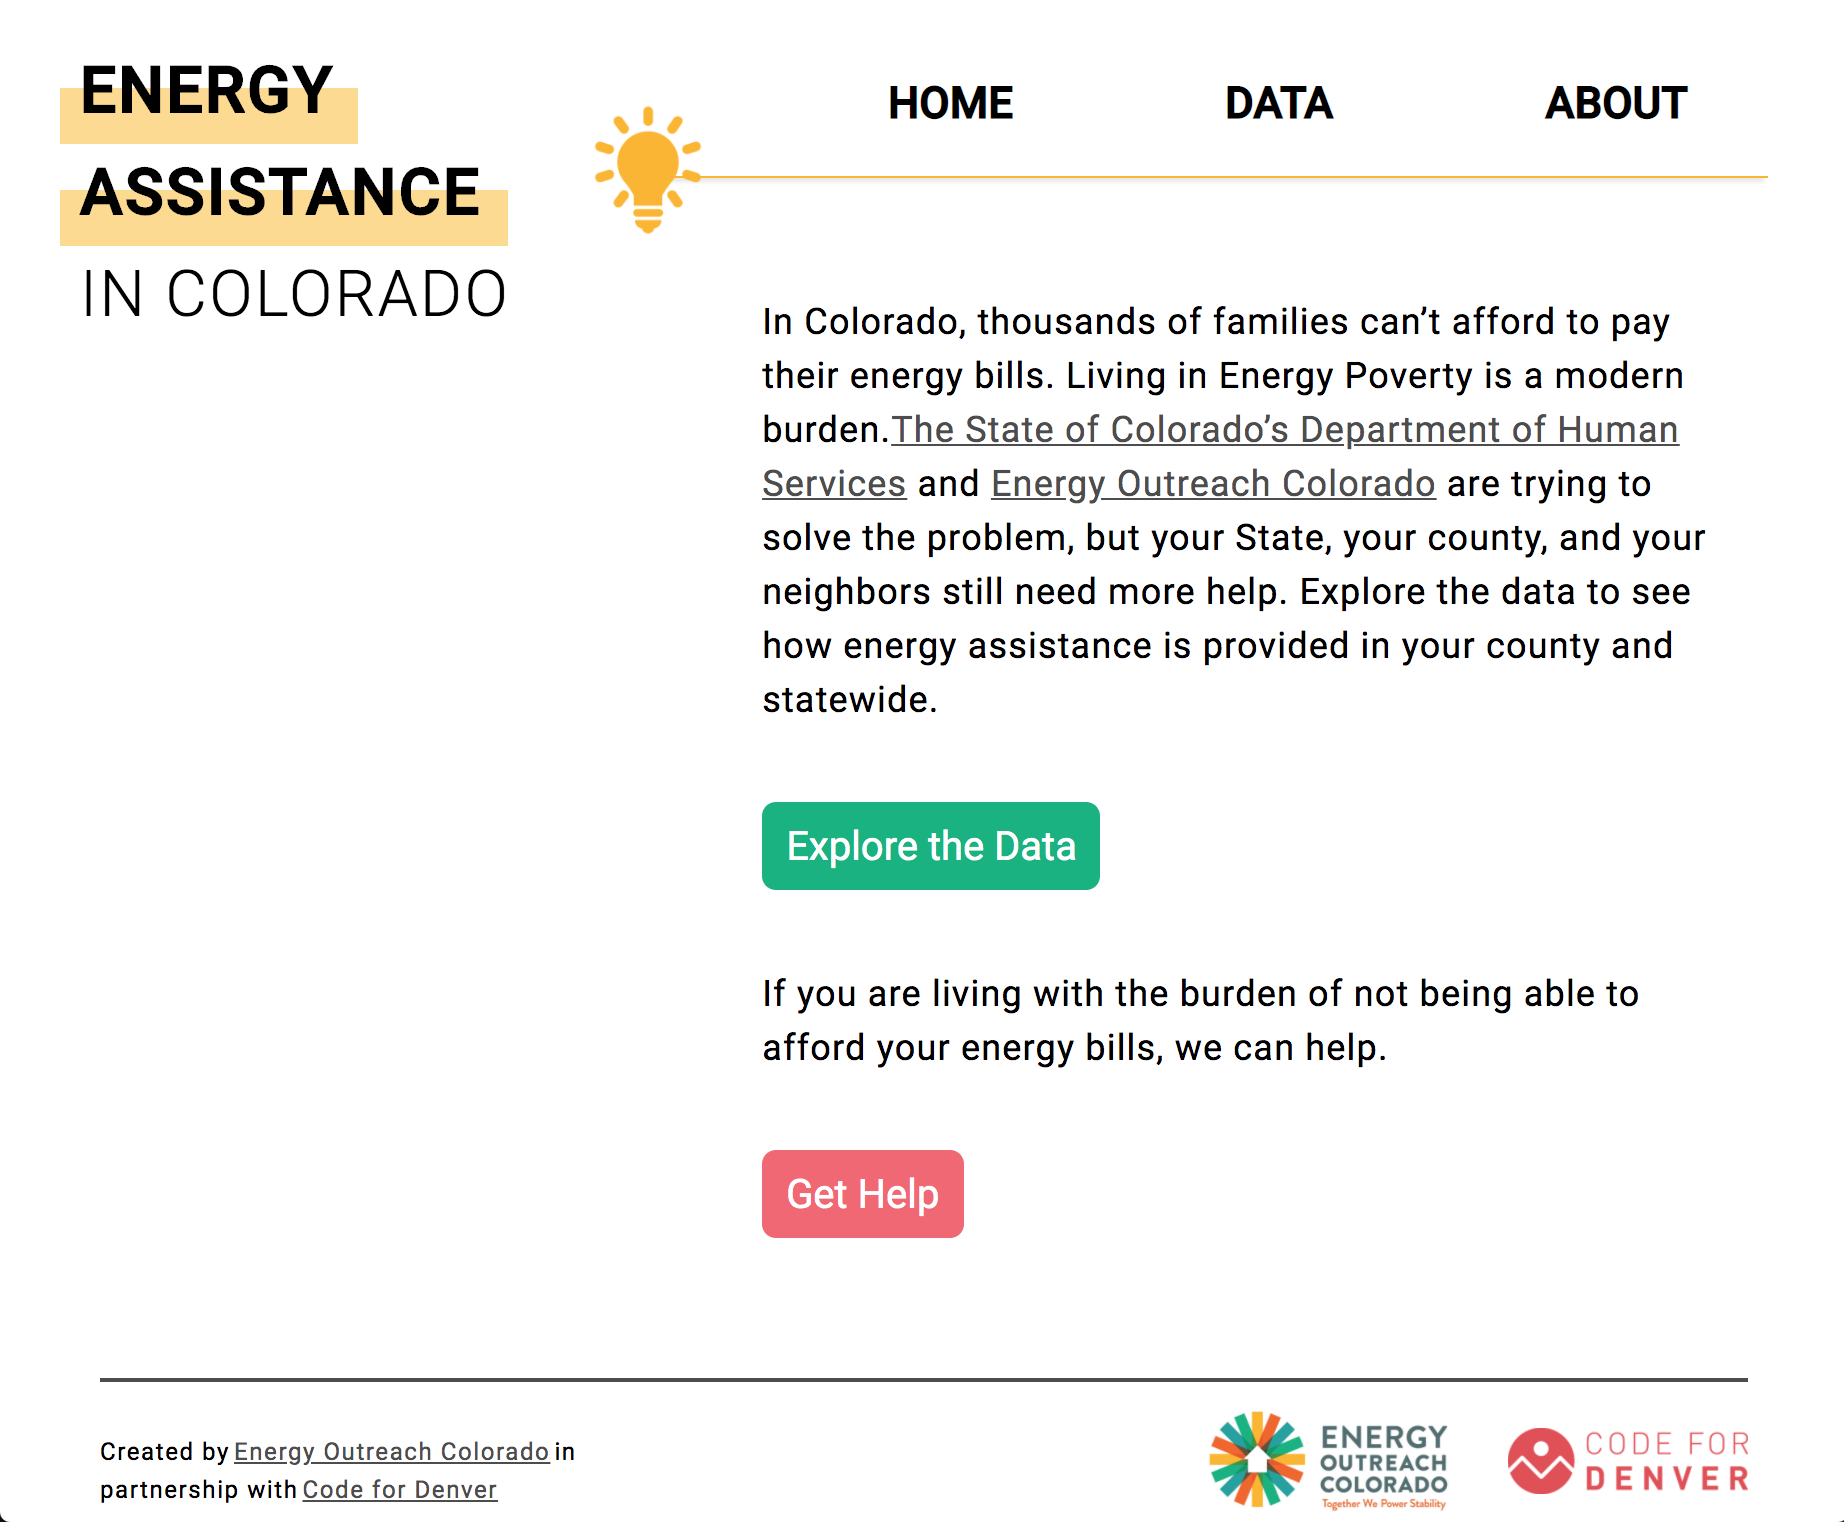 ENERGY
ASSISTANCE
IN COLORADO
HOME DATA ABOUT
In Colorado, thousands of families can’t afford to pay
their energy bills. Living in Energy Poverty is a modern
burden.The State of Colorado’s Department of Human
Services and Energy Outreach Colorado are trying to
solve the problem, but your State, your county, and your
neighbors still need more help. Explore the data to see
how energy assistance is provided in your county and
statewide.
Explore the Data
If you are living with the burden of not being able to
afford your energy bills, we can help.
Get Help
Created by Energy Outreach Colorado in
partnership with Code for Denver
ENERGY
OUTREACH
COLORADO
Together We Power Stability
CODE FOR
DENVER